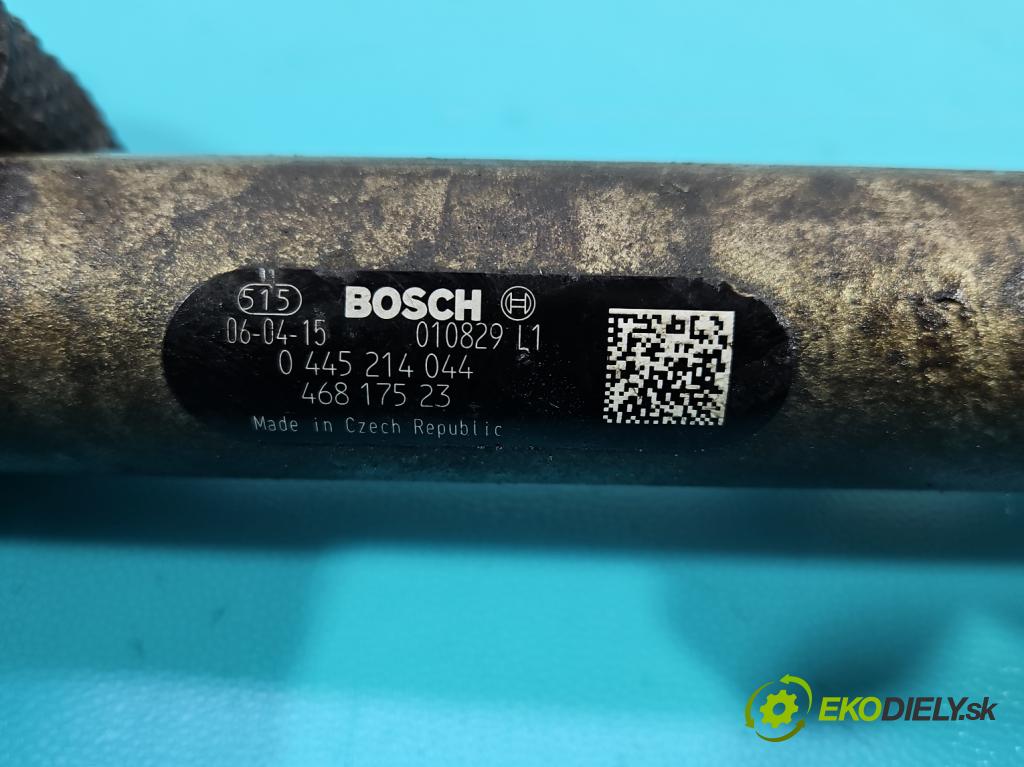 515 BOSCH
06-04-15 010829 L1
0 445 214 044
468 175 23
Made in Czech Republic
EKODIELY.sk